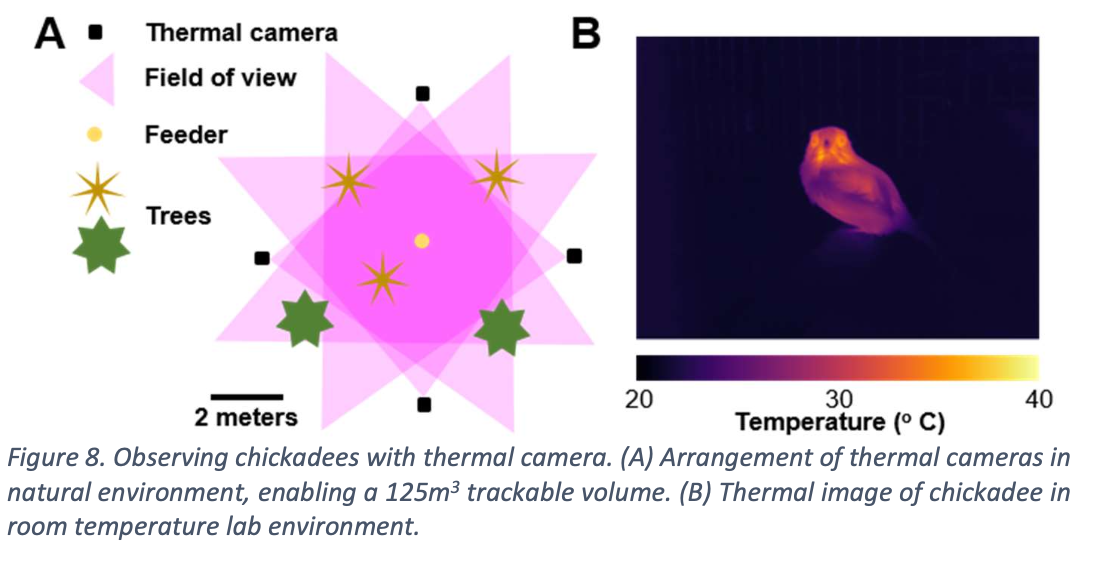 A
Thermal camera
Field of view
Feeder
Trees
2 meters
B
20
30
40
Temperature (º C)
Figure 8. Observing chickadees with thermal camera. (A) Arrangement of thermal cameras in
natural environment, enabling a 125m³ trackable volume. (B) Thermal image of chickadee in
room temperature lab environment.